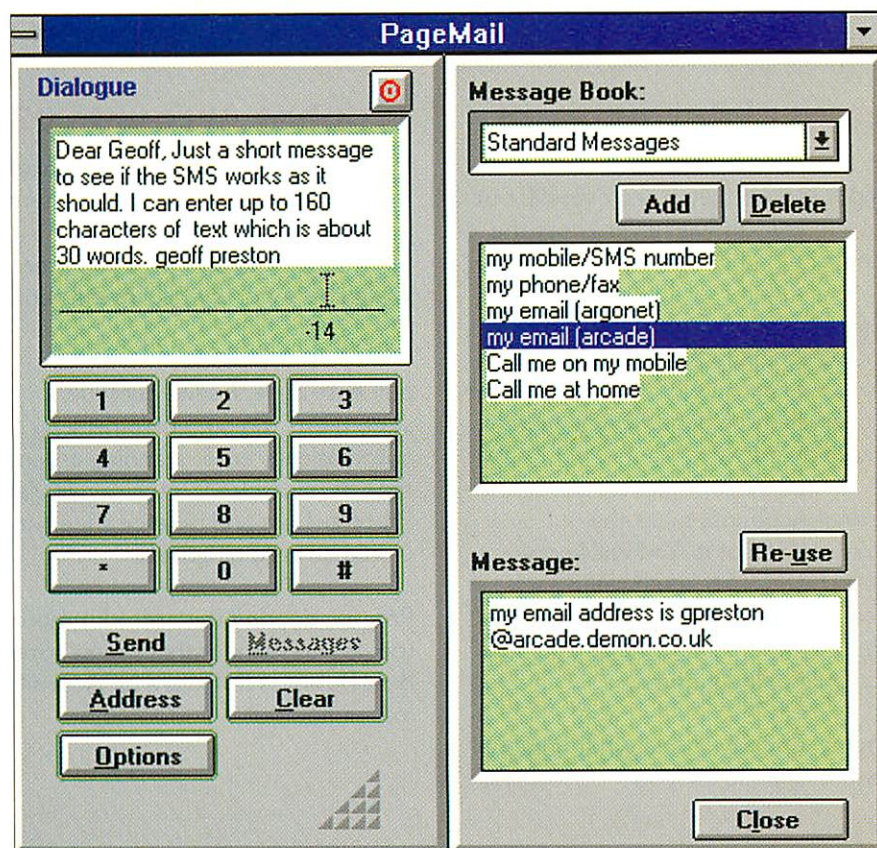 PageMail
Dialogue
Dear Geoff, Just a short message
to see if the SMS works as it
should. I can enter up to 160
characters of  text which is about
30 words. geoff preston
-14
1 2 3
4 5 6
7 8 9
* 0 #
Send Messages
Address Clear
Options
Message Book:
Standard Messages
Add Delete
my mobile/SMS number
my phone/fax
my email (argonet)
my email (arcade)
Call me on my mobile
Call me at home
Message: Re-use
my email address is gpreston
@arcade.demon.co.uk
Close